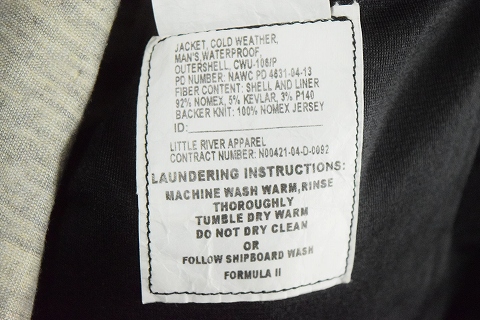 JACKET, COLD WEATHER,
MAN'S,WATERPROOF,
OUTERSHELL, CWU-106/P
PD NUMBER: NAWC PD 4631-04-13
FIBER CONTENT: SHELL AND LINER
92% NOMEX, 5% KEVLAR, 3% P140
BACKER KNIT: 100% NOMEX JERSEY
ID:
LITTLE RIVER APPAREL
CONTRACT NUMBER: N00421-04-D-0092
LAUNDERING INSTRUCTIONS:
MACHINE WASH WARM,RINSE
THOROUGHLY
TUMBLE DRY WARM
DO NOT DRY CLEAN
OR
FOLLOW SHIPBOARD WASH
FORMULA II